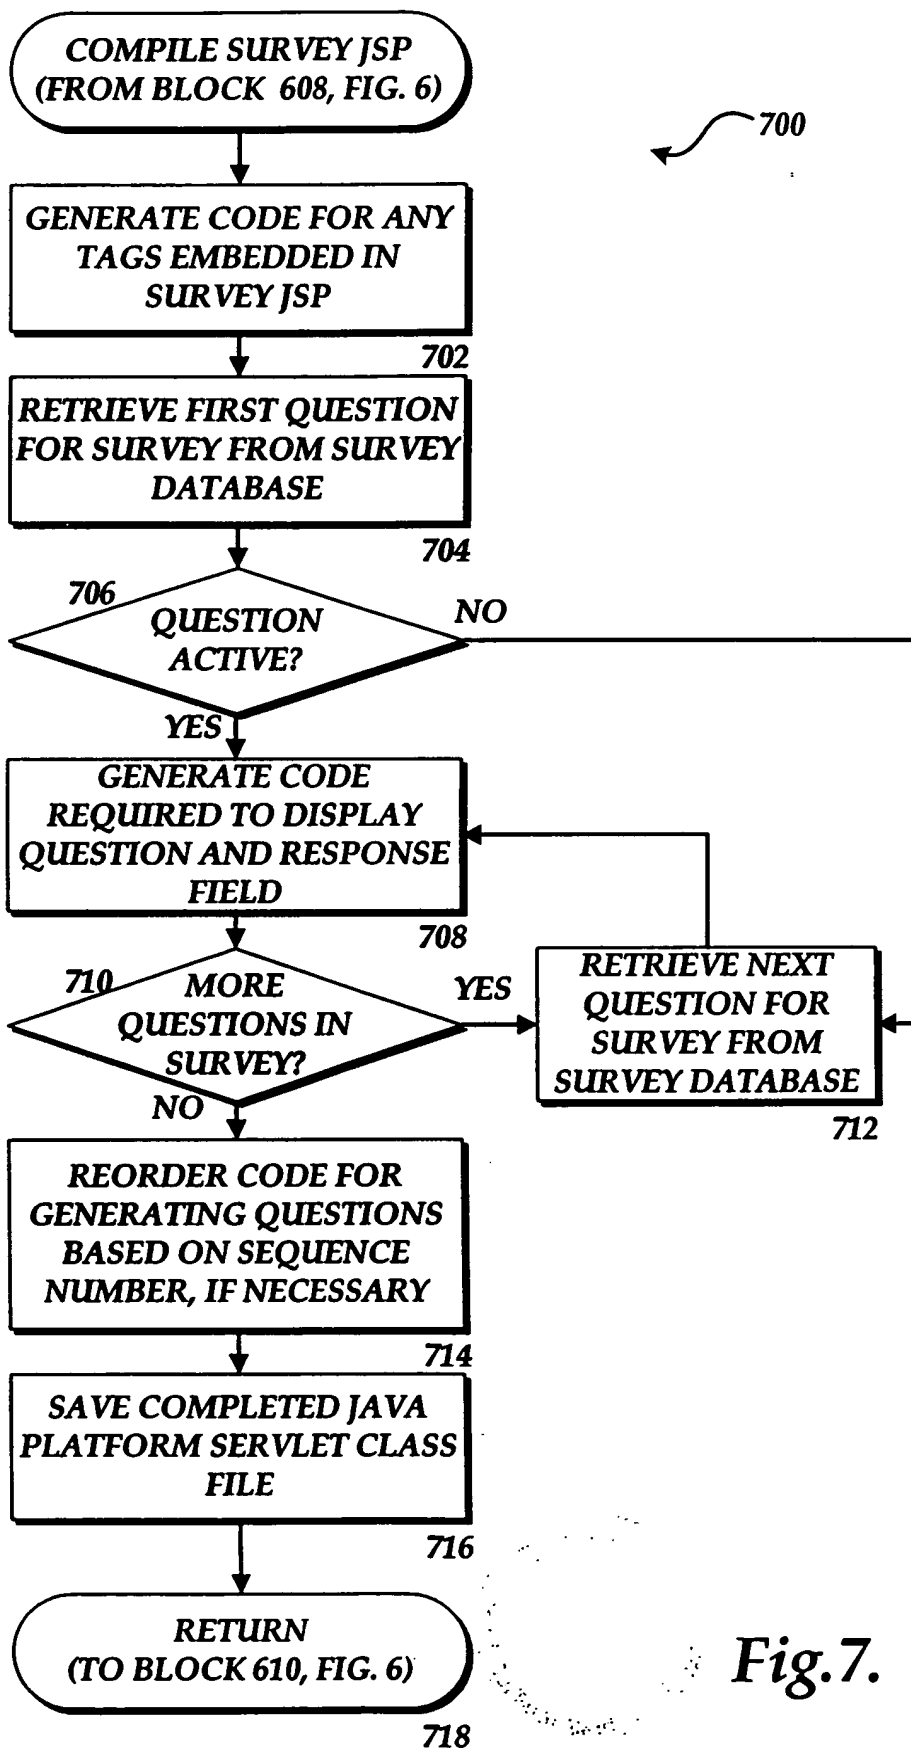 COMPILE SURVEY JSP
(FROM BLOCK 608, FIG. 6)
700
GENERATE CODE FOR ANY
TAGS EMBEDDED IN
SURVEY JSP
702
RETRIEVE FIRST QUESTION
FOR SURVEY FROM SURVEY
DATABASE
704
706
QUESTION
ACTIVE?
NO
YES
GENERATE CODE
REQUIRED TO DISPLAY
QUESTION AND RESPONSE
FIELD
708
710
MORE
QUESTIONS IN
SURVEY?
YES
RETRIEVE NEXT
QUESTION FOR
SURVEY FROM
SURVEY DATABASE
712
NO
REORDER CODE FOR
GENERATING QUESTIONS
BASED ON SEQUENCE
NUMBER, IF NECESSARY
714
SAVE COMPLETED JAVA
PLATFORM SERVLET CLASS
FILE
716
RETURN
(TO BLOCK 610, FIG. 6)
718
Fig.7.